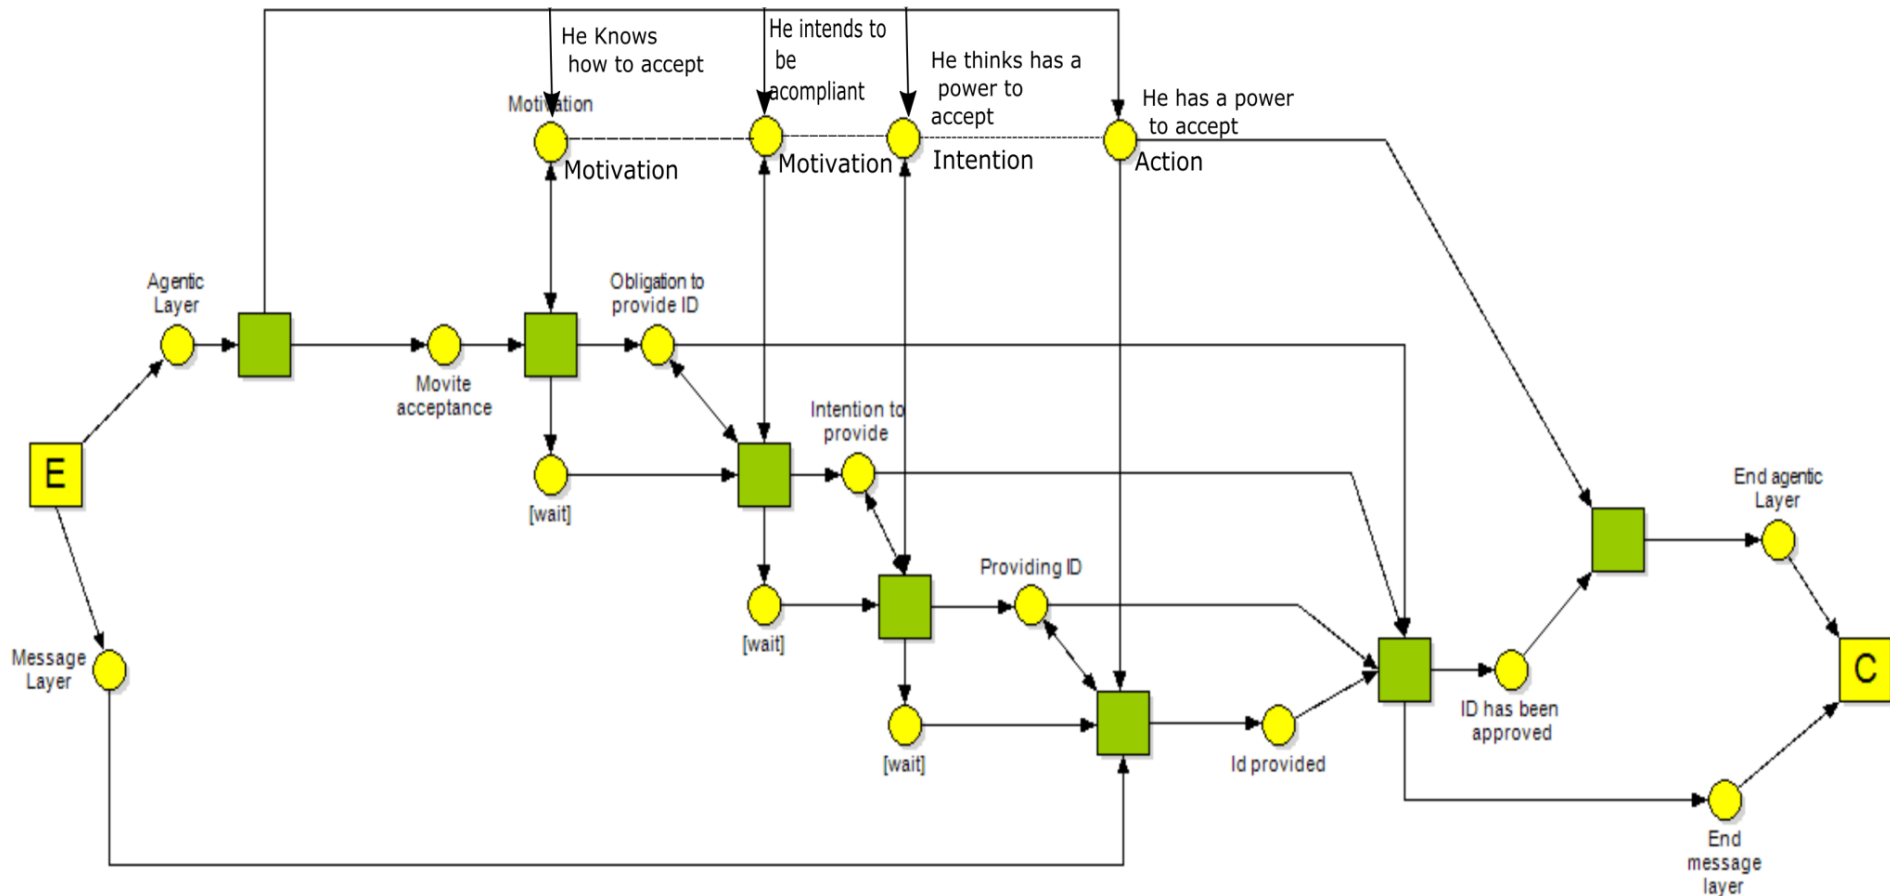 He Knows
how to accept
He intends to
be
acompliant
He thinks has a
power to
accept
He has a power
to accept
Motivation
Motivation
Motivation
Intention
Action
Agentic
Layer
Obligation to
provide ID
Movite
acceptance
Intention to
provide
E
[wait]
End agentic
Layer
Providing ID
[wait]
Message
Layer
C
ID has been
approved
[wait]
Id provided
End
message
layer